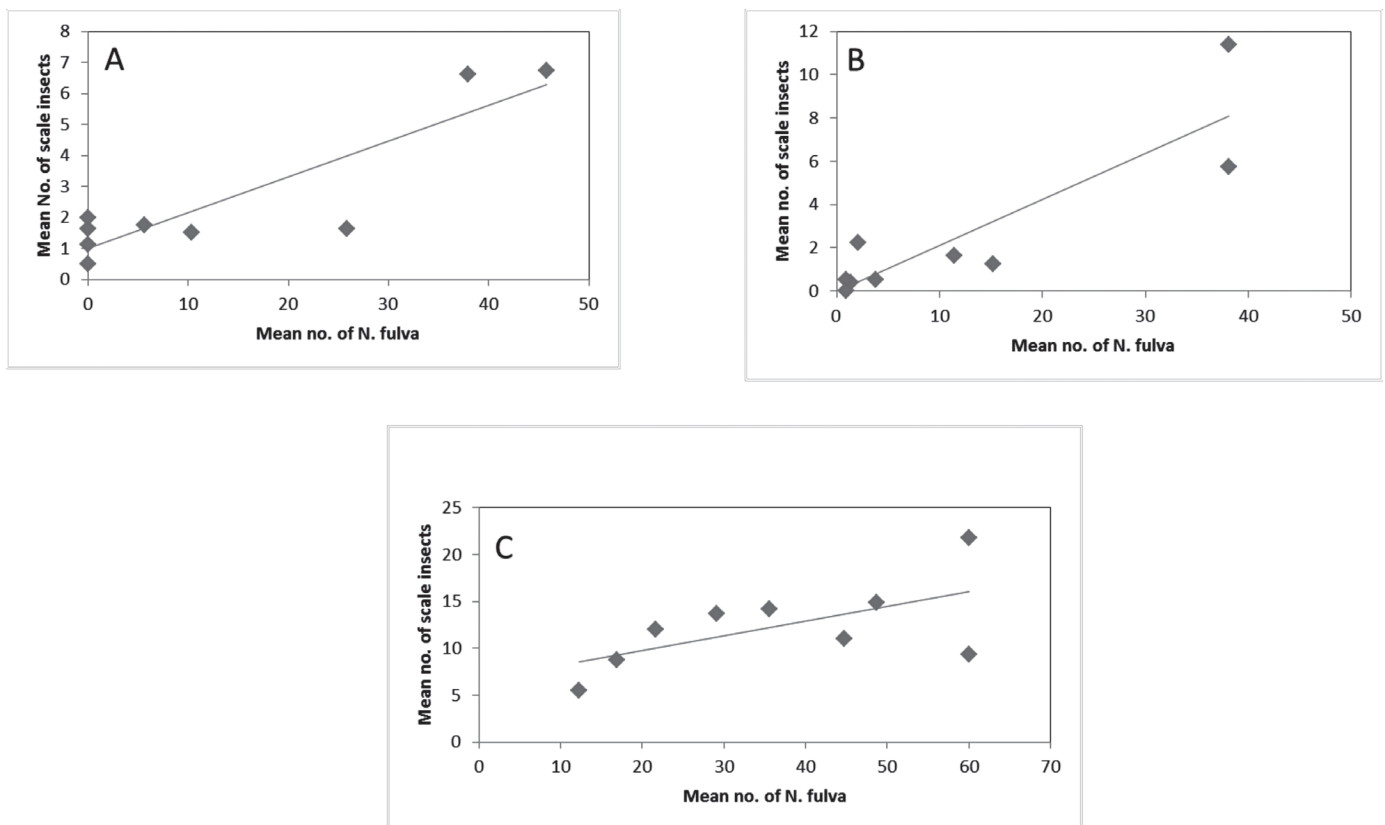 A
Mean No. of scale insects
8
7
6
5
4
3
2
1
0
0 10 20 30 40 50
Mean no. of N. fulva
B
Mean no. of scale insects
12
10
8
6
4
2
0
0 10 20 30 40 50
Mean no. of N. fulva
C
Mean no. of scale insects
25
20
15
10
5
0
0 10 20 30 40 50 60 70
Mean no. of N. fulva